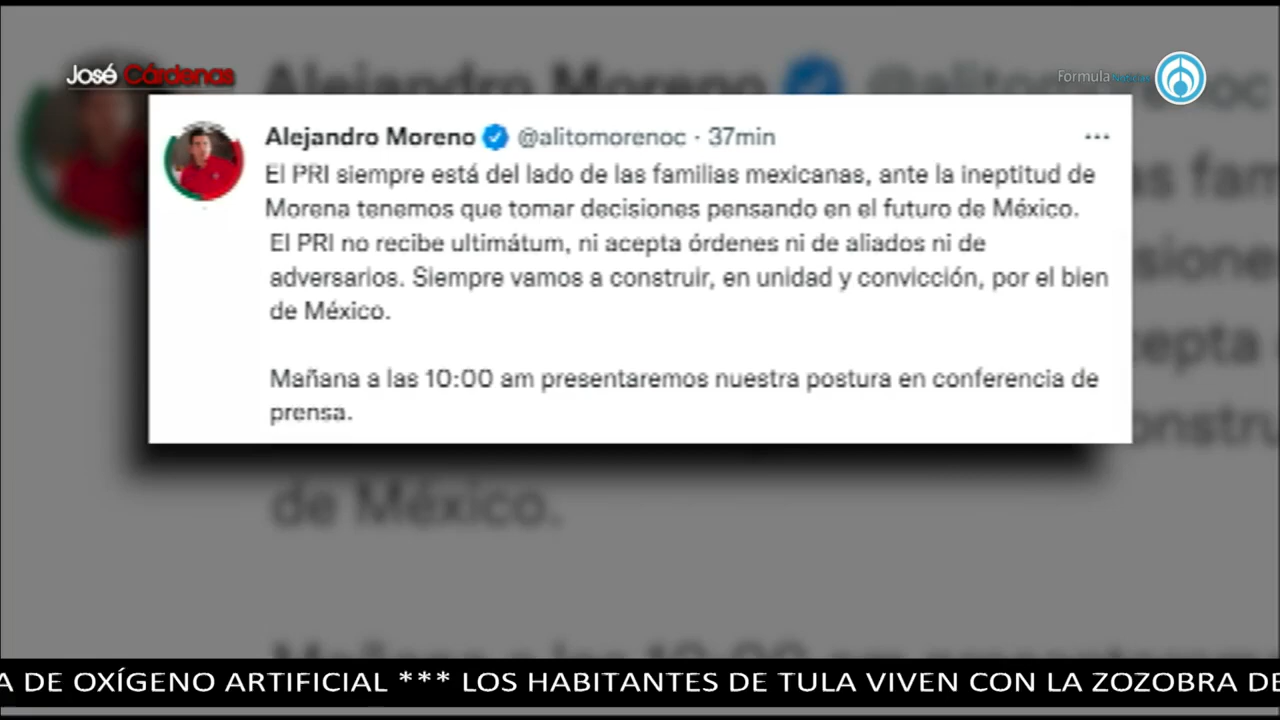 José Cárdenas
Formula
Alejandro Moreno @alitomorenoc · 37min
El PRI siempre está del lado de las familias mexicanas, ante la ineptitud de
Morena tenemos que tomar decisiones pensando en el futuro de México.
El PRI no recibe ultimátum, ni acepta órdenes ni de aliados ni de
adversarios. Siempre vamos a construir, en unidad y convicción, por el bien
de México.
Mañana a las 10:00 am presentaremos nuestra postura en conferencia de
prensa.
de México.
A DE OXÍGENO ARTIFICIAL *** LOS HABITANTES DE TULA VIVEN CON LA ZOZOBRA DE